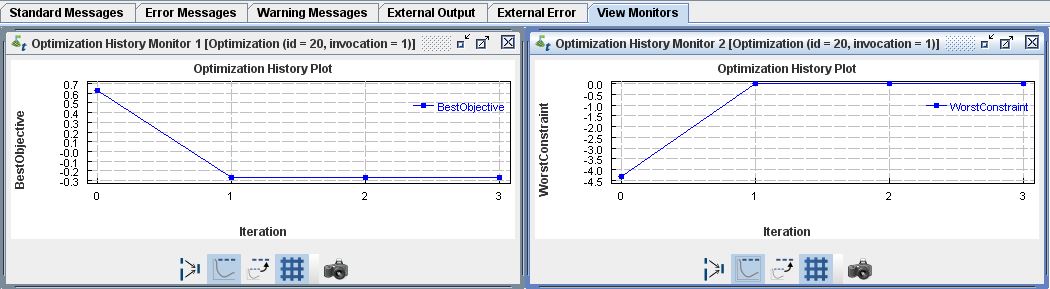 Standard Messages Error Messages Warning Messages External Output External Error View Monitors
Optimization History Monitor 1 [Optimization (id = 20, invocation = 1)]
Optimization History Plot
BestObjective
0.7
0.6
0.5
0.3
0.2
0.1
-0.0
-0.1
-0.2
-0.3
BestObjective
0 1 2 3
Iteration
Optimization History Monitor 2 [Optimization (id = 20, invocation = 1)]
Optimization History Plot
WorstConstraint
0.0
-0.5
-1.0
-1.5
-2.0
-2.5
-3.0
-3.5
-4.0
-4.5
WorstConstraint
0 1 2 3
Iteration